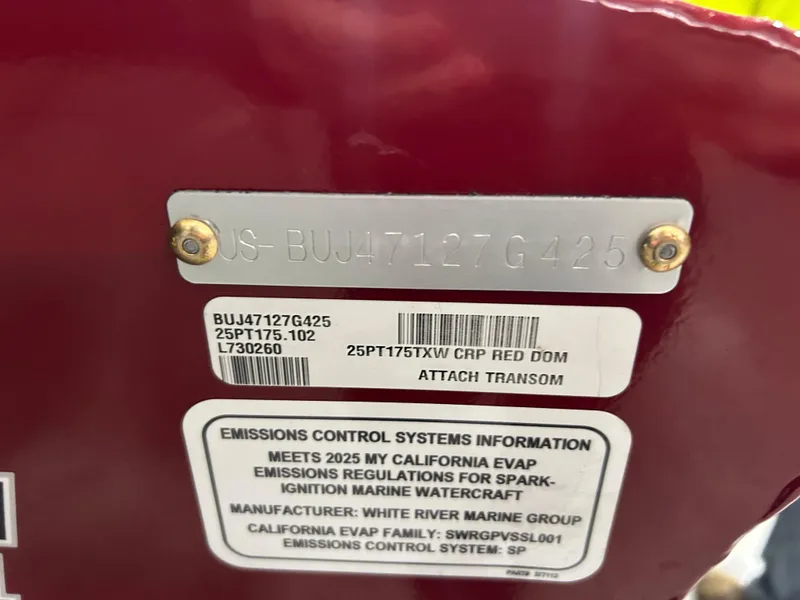 US-BUJ47127G425
BUJ47127G425
25PT175.102
L730260
25PT175TXW CRP RED DOM
ATTACH TRANSOM
EMISSIONS CONTROL SYSTEMS INFORMATION
MEETS 2025 MY CALIFORNIA EVAP
EMISSIONS REGULATIONS FOR SPARK-
IGNITION MARINE WATERCRAFT
MANUFACTURER: WHITE RIVER MARINE GROUP
CALIFORNIA EVAP FAMILY: SWRGPVSSL001
EMISSIONS CONTROL SYSTEM: SP
PART#